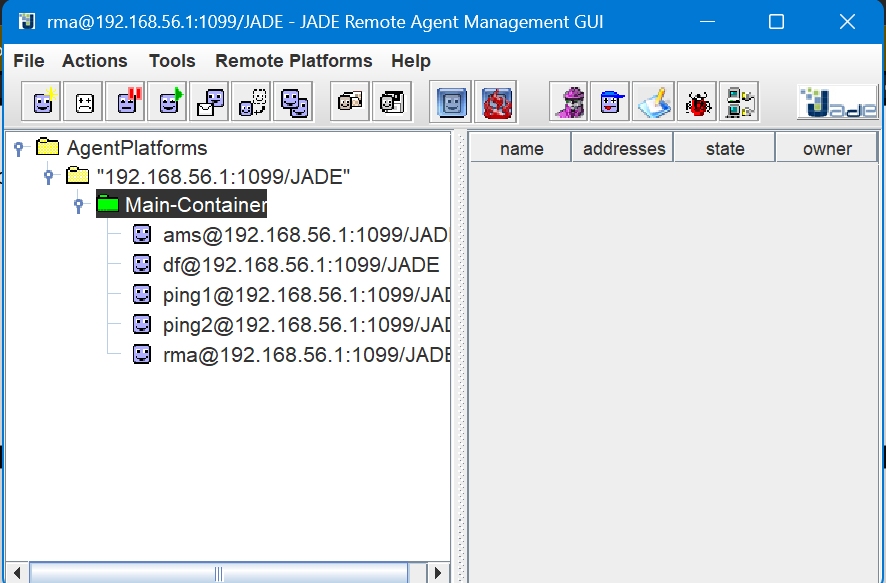 rma@192.168.56.1:1099/JADE - JADE Remote Agent Management GUI
File Actions Tools Remote Platforms Help
Jade
name addresses state owner
AgentPlatforms
"192.168.56.1:1099/JADE"
Main-Container
ams@192.168.56.1:1099/JAD
df@192.168.56.1:1099/JADE
ping1@192.168.56.1:1099/JAD
ping2@192.168.56.1:1099/JAD
rma@192.168.56.1:1099/JADE